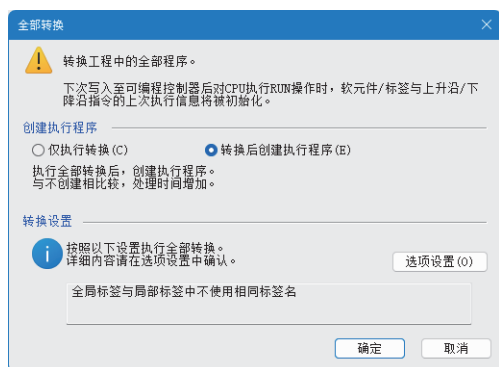 全部转换
转换工程中的全部程序。
下次写入至可编程控制器后对CPU执行RUN操作时，软元件/标签与上升沿/下
降沿指令的上次执行信息将被初始化。
创建执行程序
仅执行转换(C)
转换后创建执行程序(E)
执行全部转换后，创建执行程序。
与不创建相比较，处理时间增加。
转换设置
按照以下设置执行全部转换。
详细内容请在选项设置中确认。
选项设置(O)
全局标签与局部标签中不使用相同标签名
确定
取消